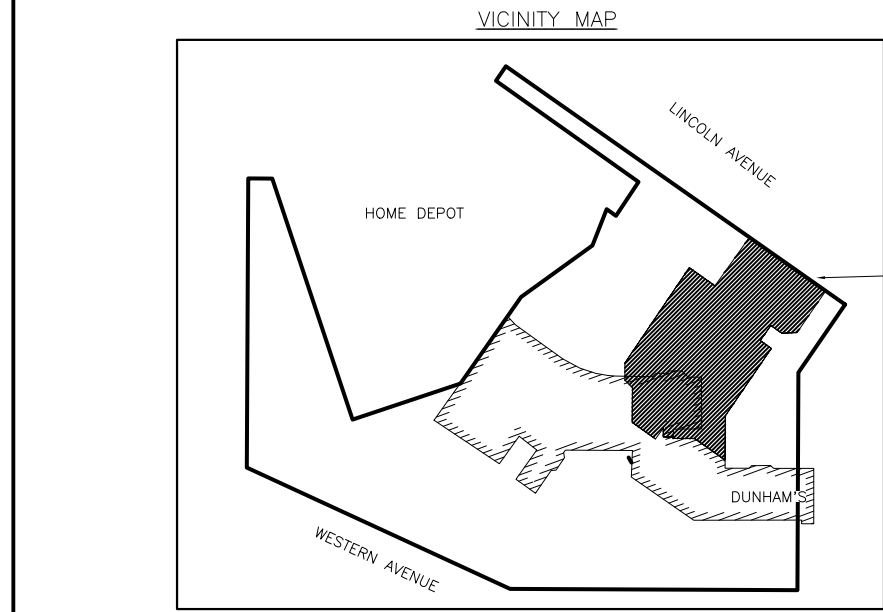 VICINITY MAP
LINCOLN AVENUE
HOME DEPOT
DUNHAM'S
WESTERN AVENUE